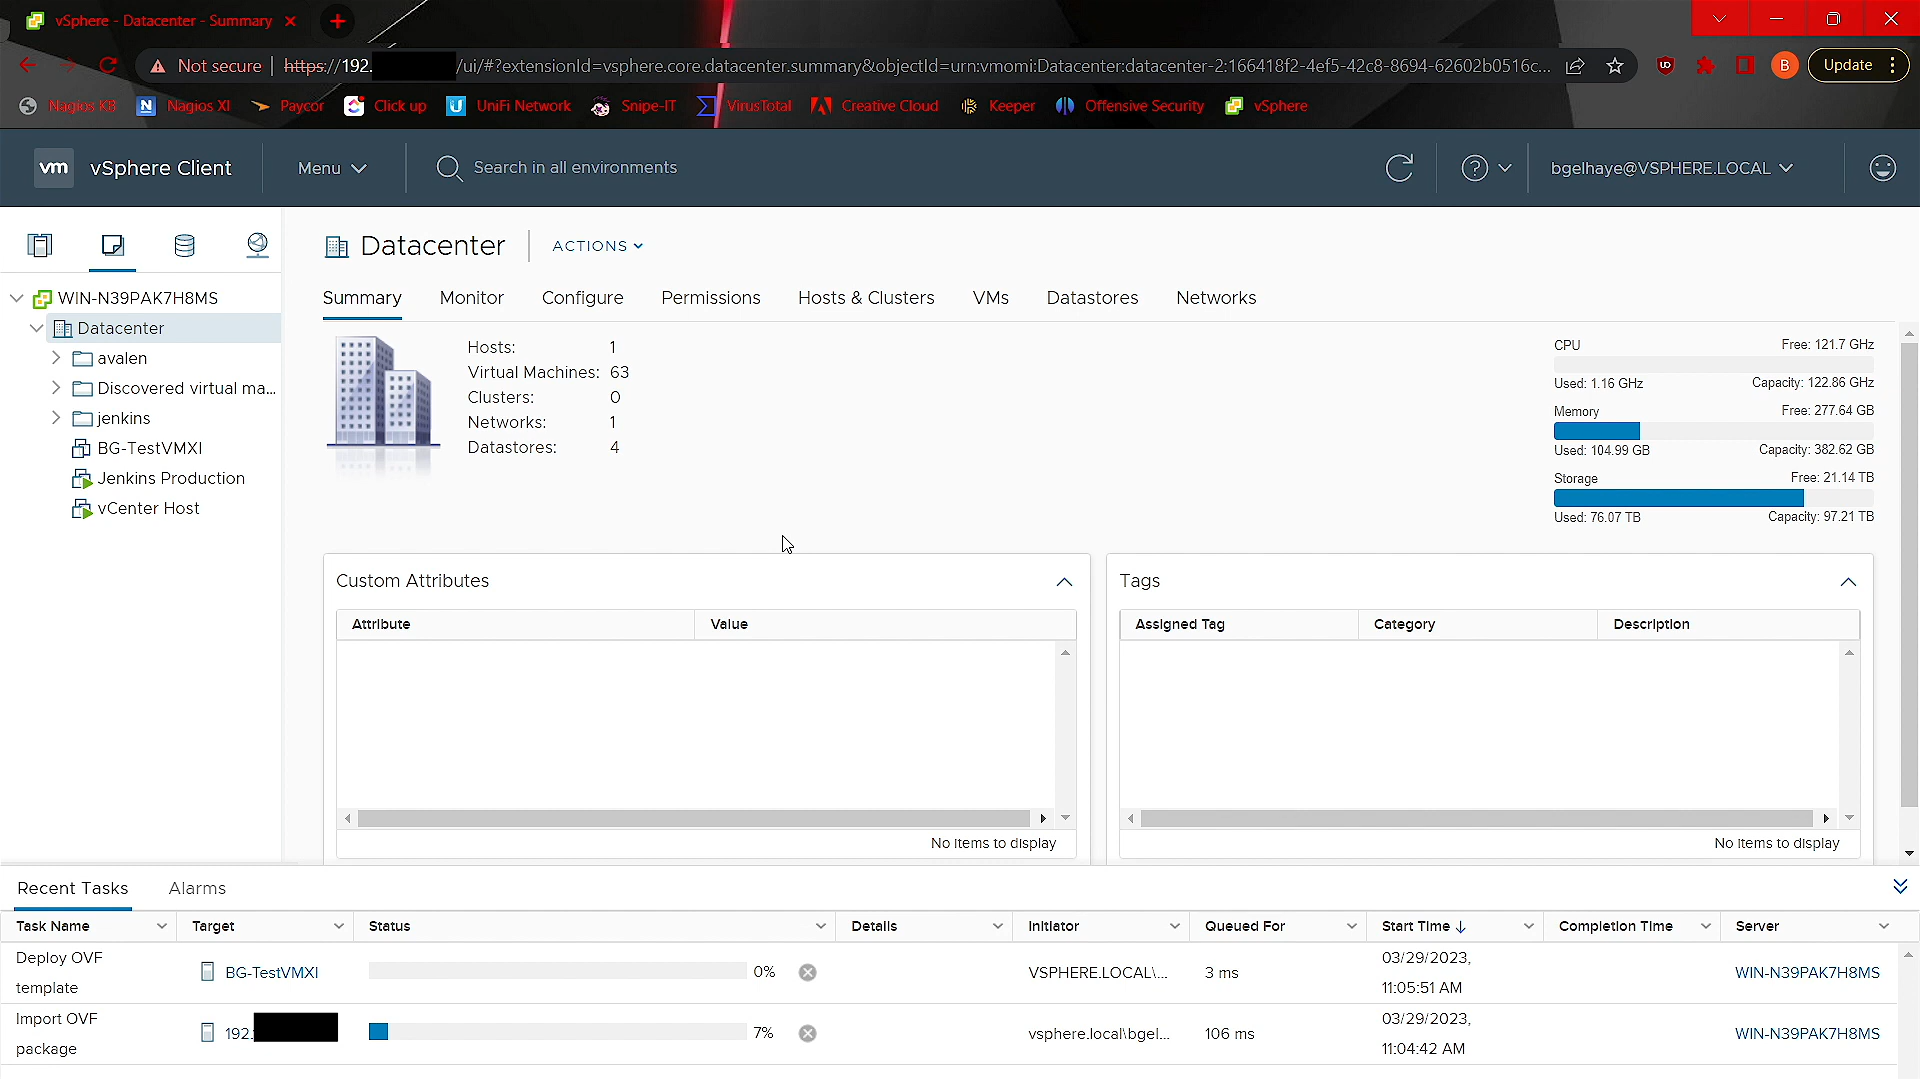 vSphere - Datacenter - Summary
Not secure | https://192. /ui/#?extensionId=vsphere.core.datacenter.summary&objectId=urn:vmomi:Datacenter:datacenter-2:166418f2-4ef5-42c8-8694-62602b0516c...
B
Update
Nagios K8
N Nagios XI
Paycor
Click up
U UniFi Network
Snipe-IT
VirusTotal
Creative Cloud
Keeper
Offensive Security
vSphere
vm vSphere Client
Menu
Search in all environments
bgelhaye@VSPHERE.LOCAL
WIN-N39PAK7H8MS
Datacenter
avalen
Discovered virtual ma...
jenkins
BG-TestVMXI
Jenkins Production
vCenter Host
Datacenter
ACTIONS
Summary Monitor Configure Permissions Hosts & Clusters VMs Datastores Networks
Hosts: 1
Virtual Machines: 63
Clusters: 0
Networks: 1
Datastores: 4
CPU Free: 121.7 GHz
Used: 1.16 GHz Capacity: 122.86 GHz
Memory Free: 277.64 GB
Used: 104.99 GB Capacity: 382.62 GB
Storage Free: 21.14 TB
Used: 76.07 TB Capacity: 97.21 TB
Custom Attributes
Attribute Value
No items to display
Tags
Assigned Tag Category Description
No items to display
Recent Tasks Alarms
Task Name Target Status Details Initiator Queued For Start Time Completion Time Server
Deploy OVF template BG-TestVMXI 0% VSPHERE.LOCAL\... 3 ms 03/29/2023, 11:05:51 AM WIN-N39PAK7H8MS
Import OVF package 192. 7% vsphere.local\bgel... 106 ms 03/29/2023, 11:04:42 AM WIN-N39PAK7H8MS